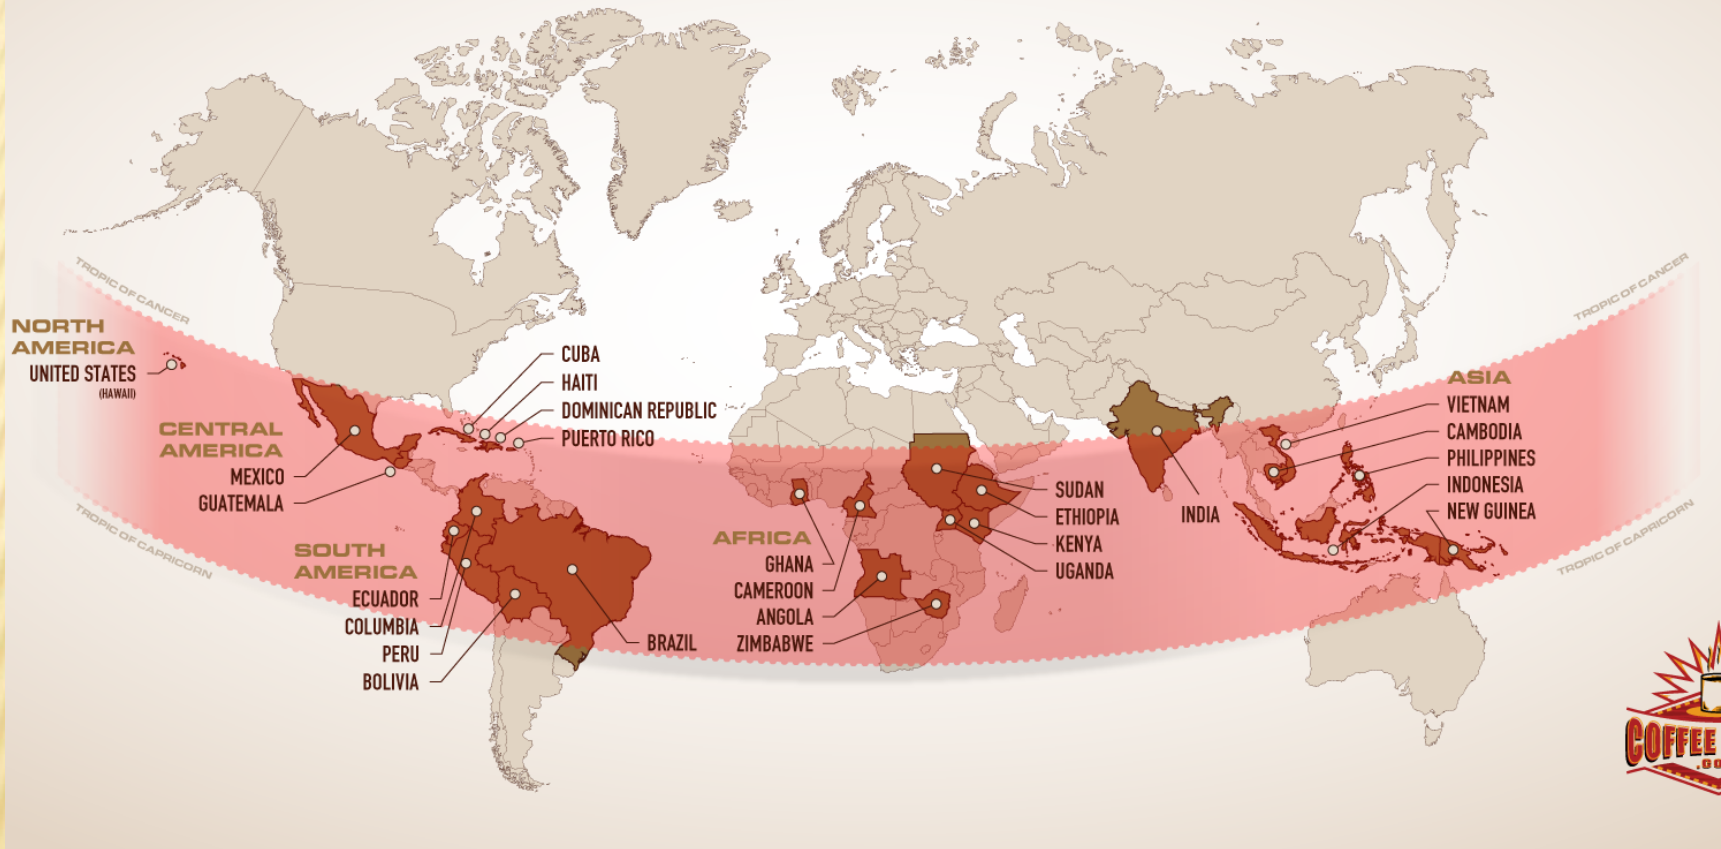 TROPIC OF CANCER
TROPIC OF CANCER
NORTH
AMERICA
UNITED STATES
(HAWAII)
CENTRAL
AMERICA
MEXICO
GUATEMALA
CUBA
HAITI
DOMINICAN REPUBLIC
PUERTO RICO
TROPIC OF CAPRICORN
SOUTH
AMERICA
ECUADOR
COLUMBIA
PERU
BOLIVIA
BRAZIL
AFRICA
GHANA
CAMEROON
ANGOLA
ZIMBABWE
SUDAN
ETHIOPIA
KENYA
UGANDA
INDIA
ASIA
VIETNAM
CAMBODIA
PHILIPPINES
INDONESIA
NEW GUINEA
TROPIC OF CAPRICORN
COFFEE